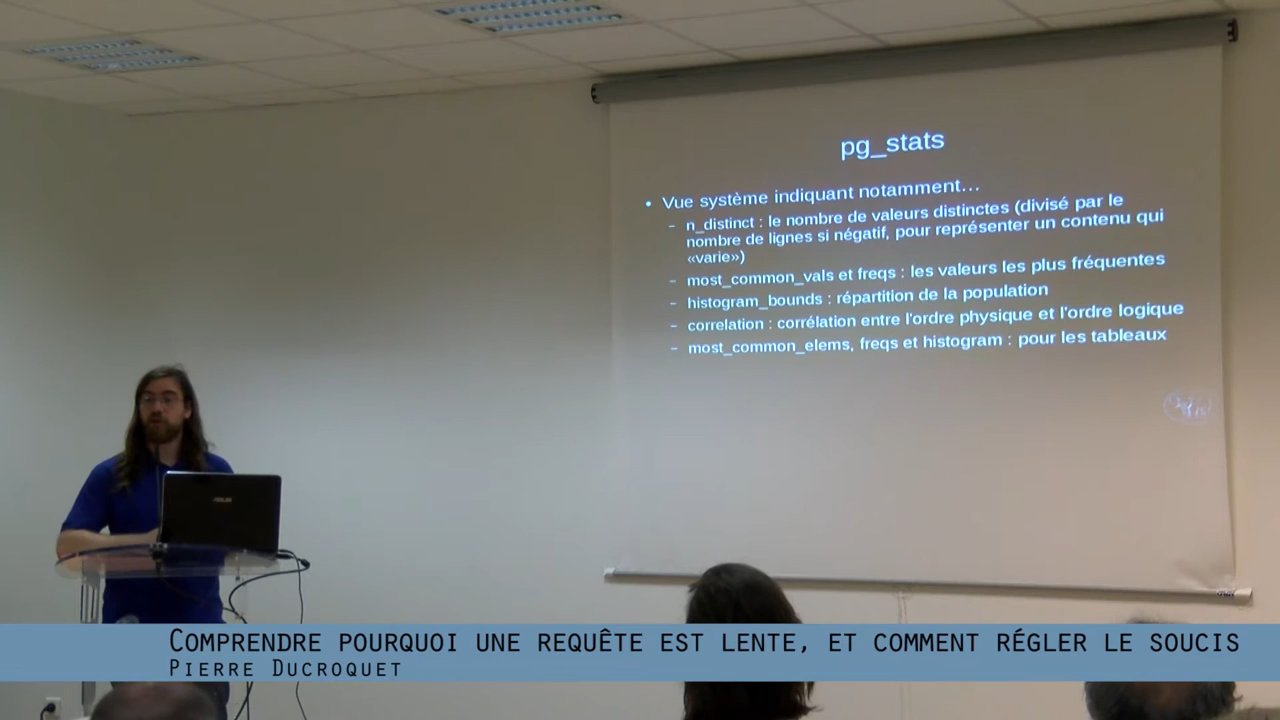 pg_stats
• Vue système indiquant notamment…
– n_distinct : le nombre de valeurs distinctes (divisé par le
nombre de lignes si négatif, pour représenter un contenu qui
«varie»)
– most_common_vals et freqs : les valeurs les plus fréquentes
– histogram_bounds : répartition de la population
– correlation : corrélation entre l'ordre physique et l'ordre logique
– most_common_elems, freqs et histogram : pour les tableaux
ASUS
Comprendre pourquoi une requête est lente, et comment régler le soucis
Pierre Ducroquet